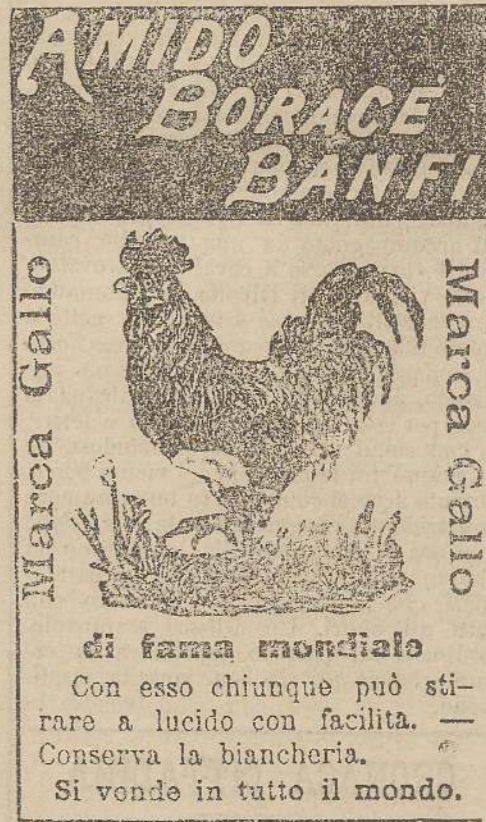 AMIDO
BORACE
BANFI
Marca Gallo
Marca Gallo
di fama mondiale
Con esso chiunque può sti-
rare a lucido con facilita. —
Conserva la biancheria.
Si vende in tutto il mondo.